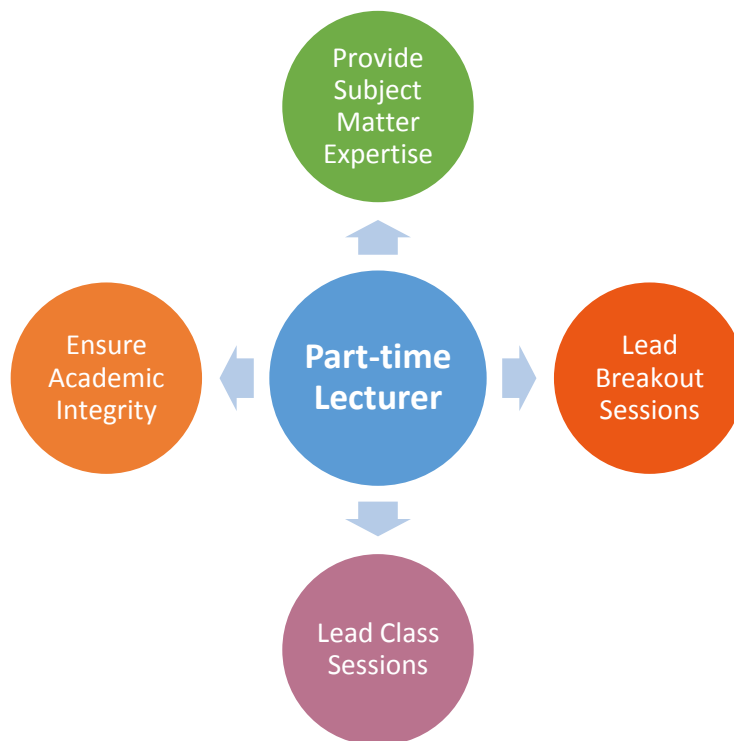 Provide
Subject
Matter
Expertise
Ensure
Academic
Integrity
Part-time
Lecturer
Lead
Breakout
Sessions
Lead Class
Sessions